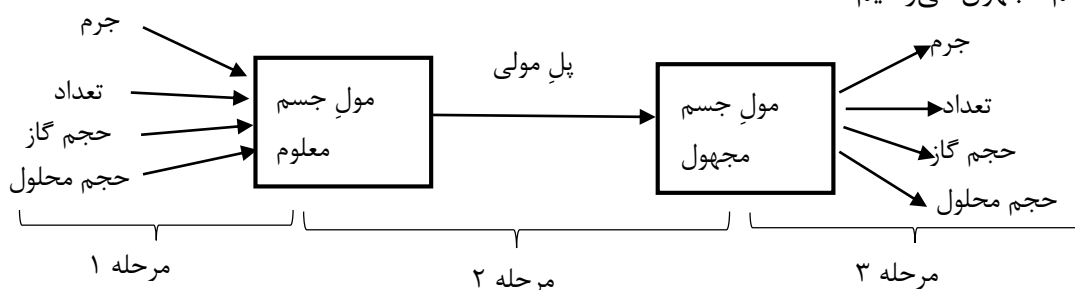 جرم
تعداد
حجم گاز
حجم محلول
مولِ جسم
معلوم
پلِ مولی
مولِ جسم
مجهول
جرم
تعداد
حجم گاز
حجم محلول
مرحله ۱
مرحله ۲
مرحله ۳